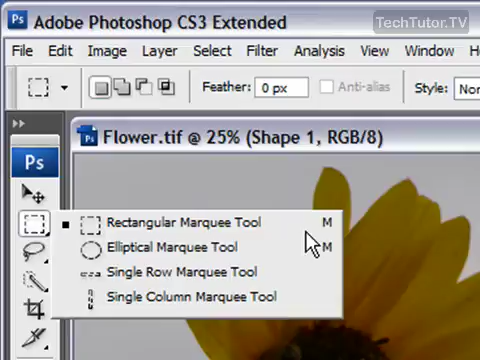 Adobe Photoshop CS3 Extended
TechTutor.TV
File Edit Image Layer Select Filter Analysis View Window
Feather: 0 px Anti-alias Style:
Ps Flower.tif @ 25% (Shape 1, RGB/8)
Ps
Rectangular Marquee Tool M
Elliptical Marquee Tool M
Single Row Marquee Tool
Single Column Marquee Tool